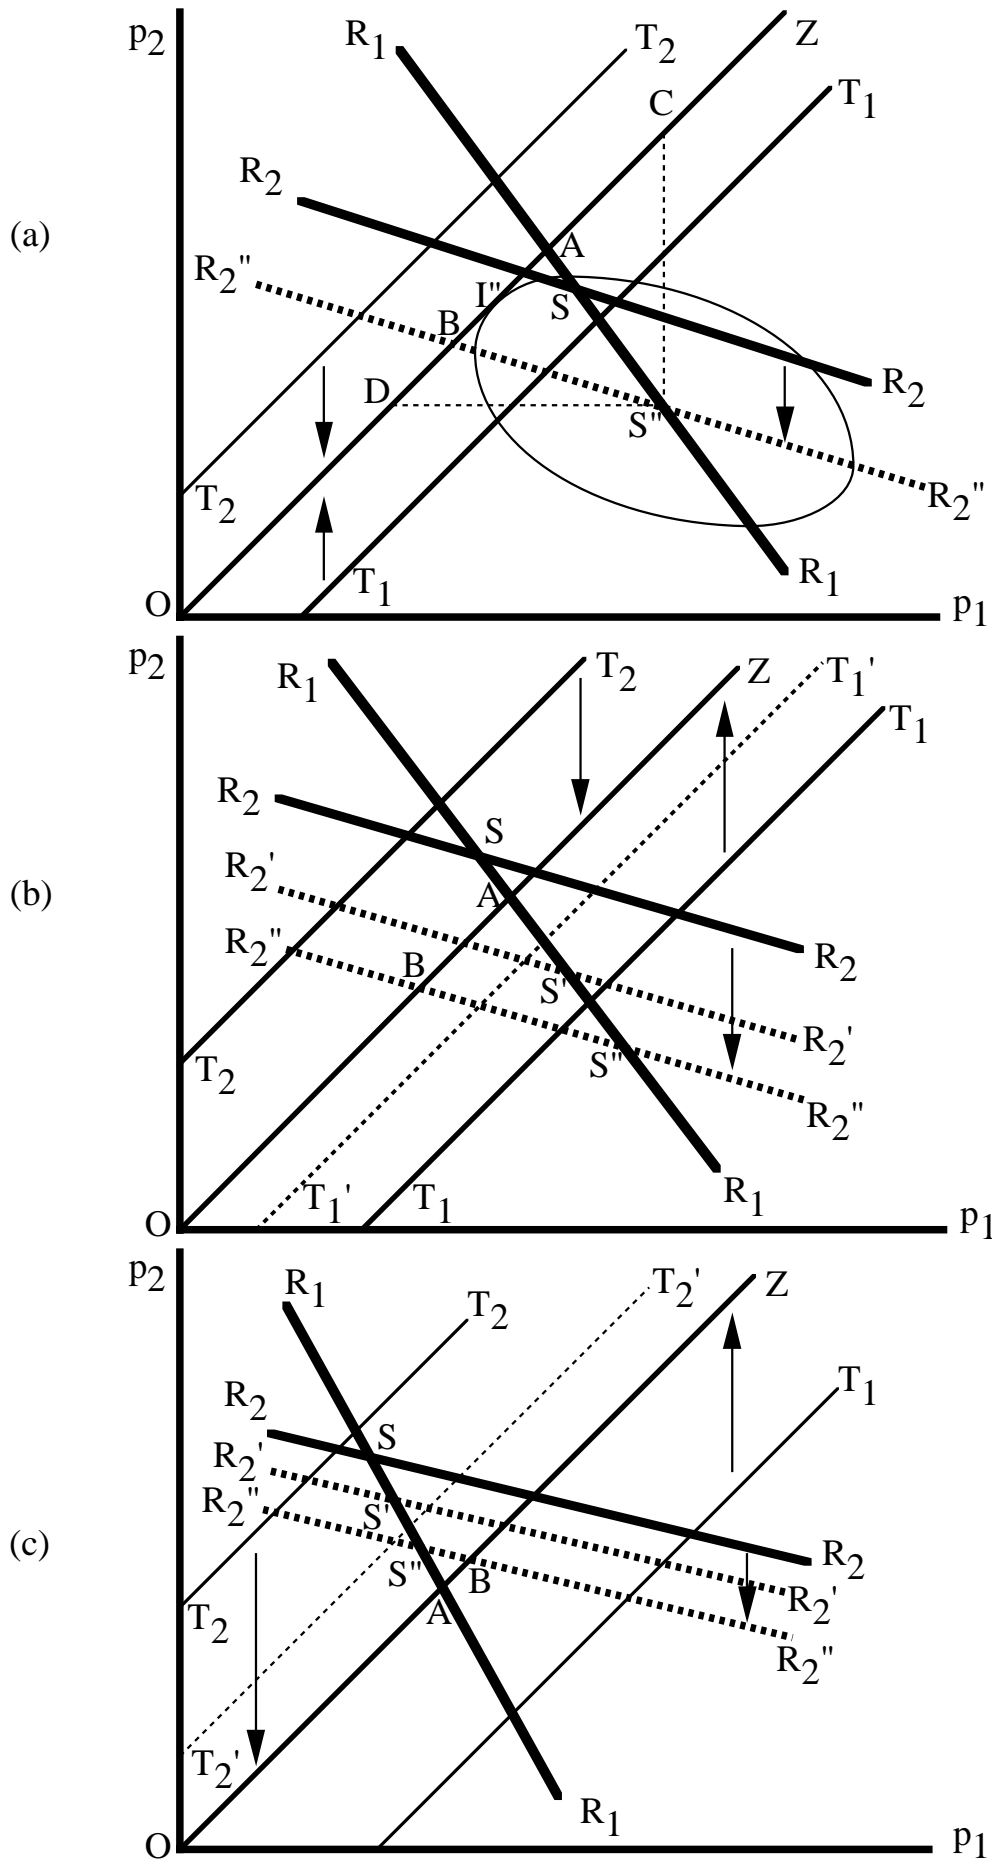 p2
R1
T2
Z
C
T1
R2
A
(a)
R2"
I"
S
B
D
R2
S"
T2
R2"
T1
R1
O
p1
p2
R1
T2
Z
T1'
T1
R2
S
R2'
A
(b)
R2"
B
R2
S'
R2'
S"
T2
R2"
T1'
T1
R1
O
p1
p2
R1
T2'
Z
T2
T1
R2
S
R2'
R2"
S'
(c)
R2
S"
B
R2'
A
T2
R2"
T2'
R1
O
p1